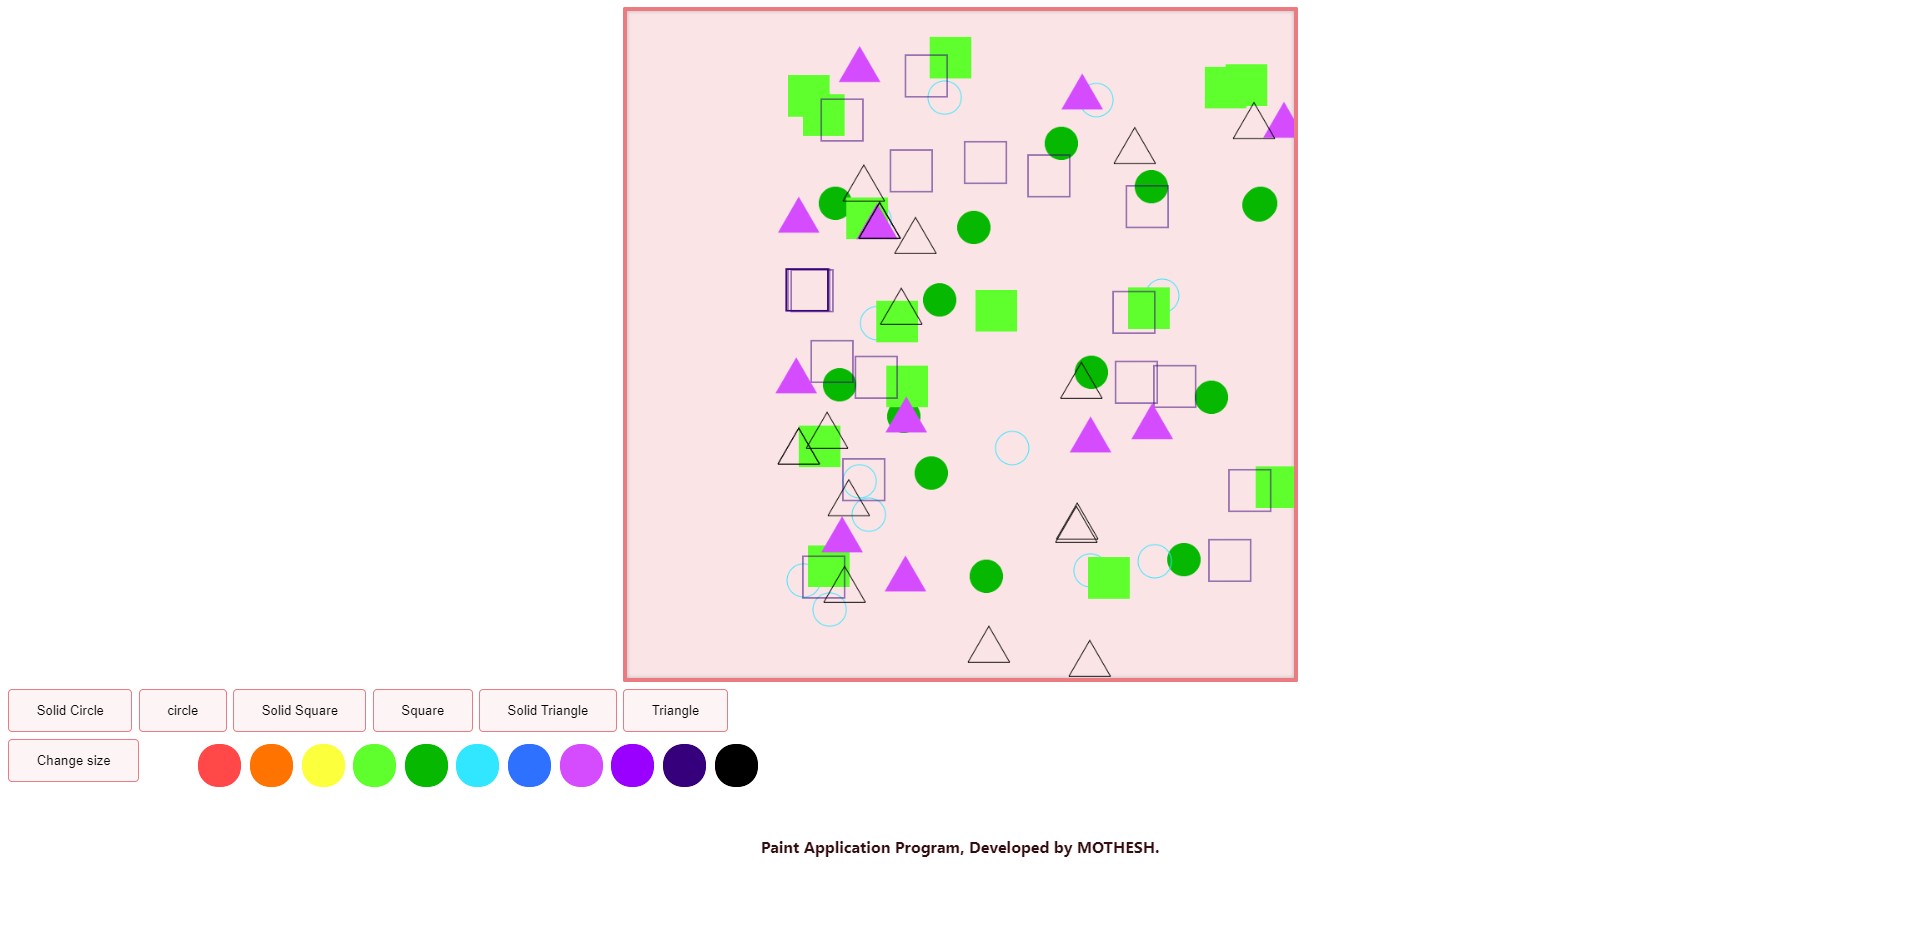 Solid Circle circle Solid Square Square Solid Triangle Triangle
Change size
Paint Application Program, Developed by MOTHESH.